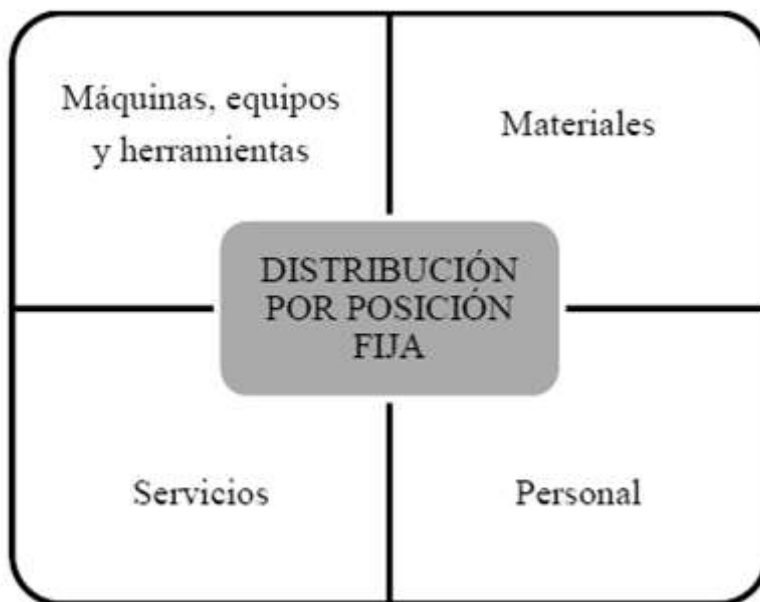 Máquinas, equipos
y herramientas
Materiales
DISTRIBUCIÓN
POR POSICIÓN
FIJA
Servicios
Personal